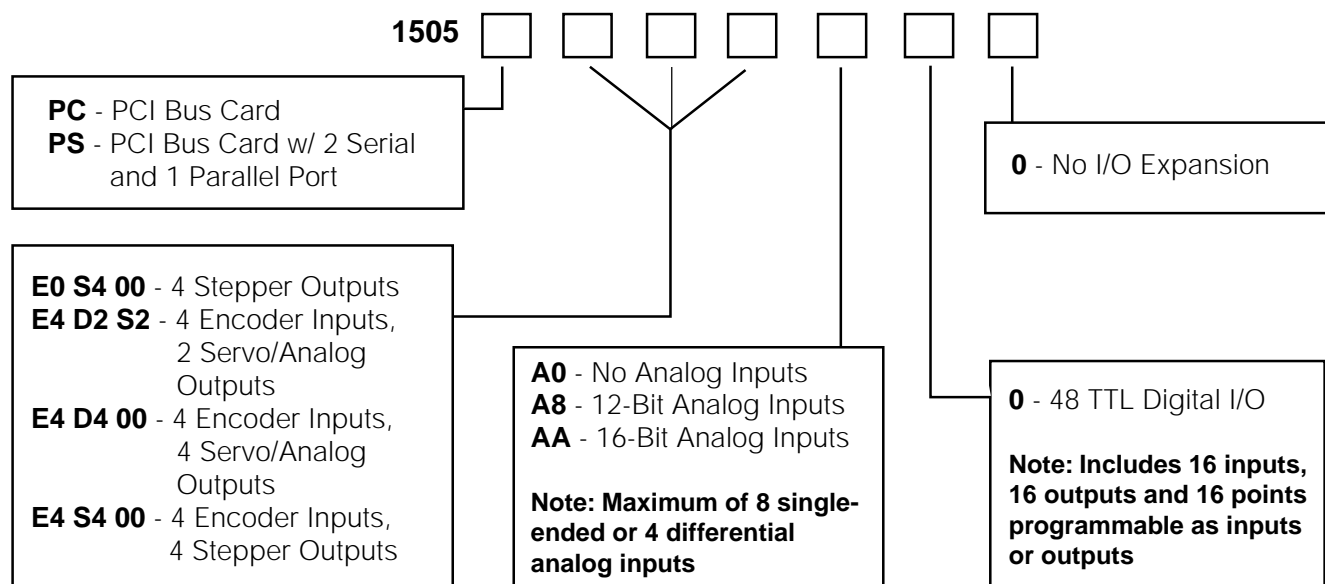 1505
PC - PCI Bus Card
PS - PCI Bus Card w/ 2 Serial
and 1 Parallel Port
0 - No I/O Expansion
E0 S4 00 - 4 Stepper Outputs
E4 D2 S2 - 4 Encoder Inputs,
2 Servo/Analog
Outputs
E4 D4 00 - 4 Encoder Inputs,
4 Servo/Analog
Outputs
E4 S4 00 - 4 Encoder Inputs,
4 Stepper Outputs
A0 - No Analog Inputs
A8 - 12-Bit Analog Inputs
AA - 16-Bit Analog Inputs
Note: Maximum of 8 single-
ended or 4 differential
analog inputs
0 - 48 TTL Digital I/O
Note: Includes 16 inputs,
16 outputs and 16 points
programmable as inputs
or outputs